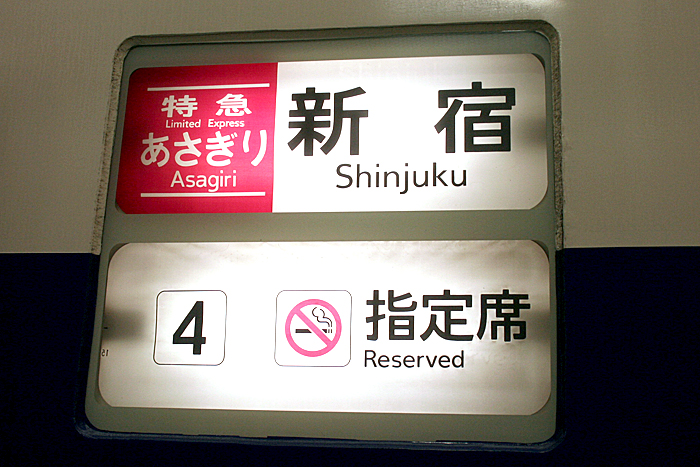 特急
Limited Express
あさぎり
Asagiri
新宿
Shinjuku
4
指定席
Reserved